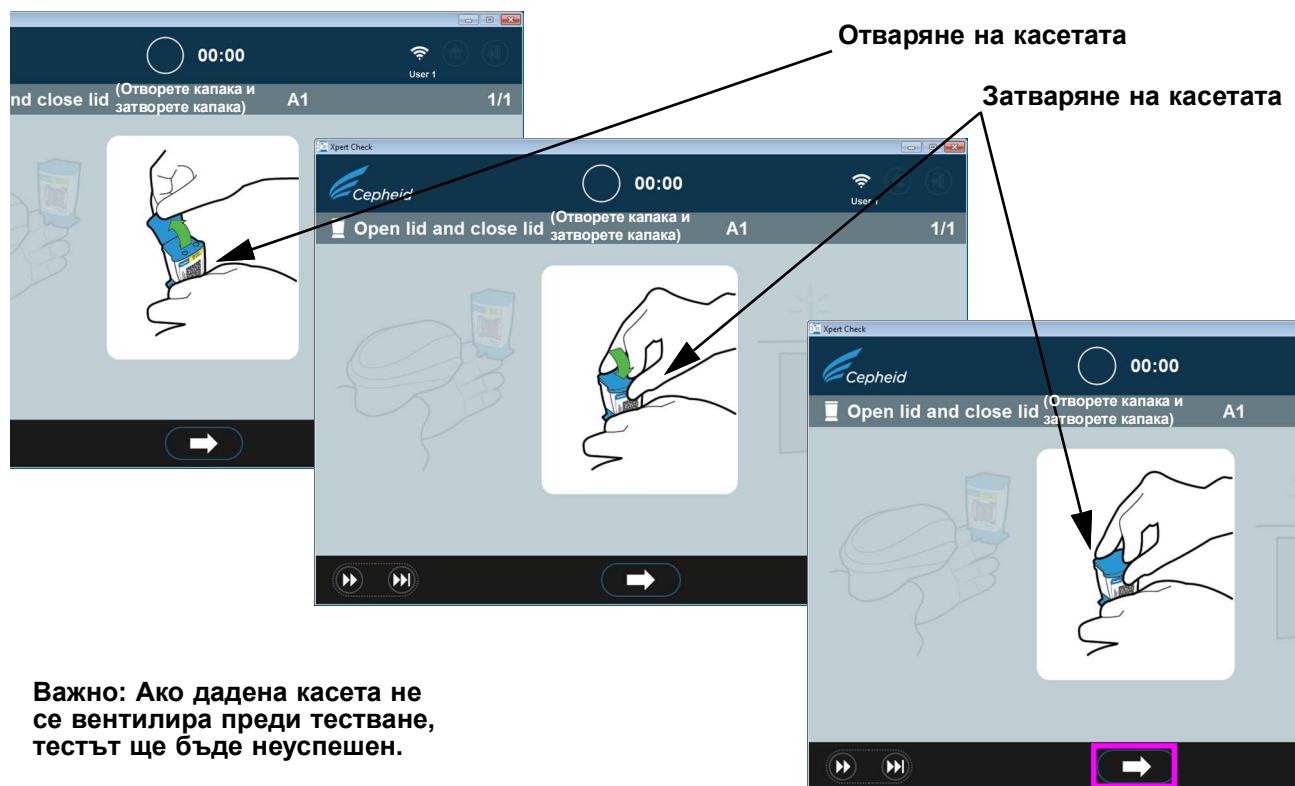 Отваряне на касетата
Затваряне на касетата
00:00
User 1
nd close lid (Отворете капака и
затворете капака) A1 1/1
Xpert Check
Cepheid
00:00
User 1
Open lid and close lid (Отворете капака и
затворете капака) A1 1/1
Xpert Check
Cepheid
00:00
Open lid and close lid (Отворете капака и
затворете капака) A1
Важно: Ако дадена касета не
се вентилира преди тестване,
тестът ще бъде неуспешен.